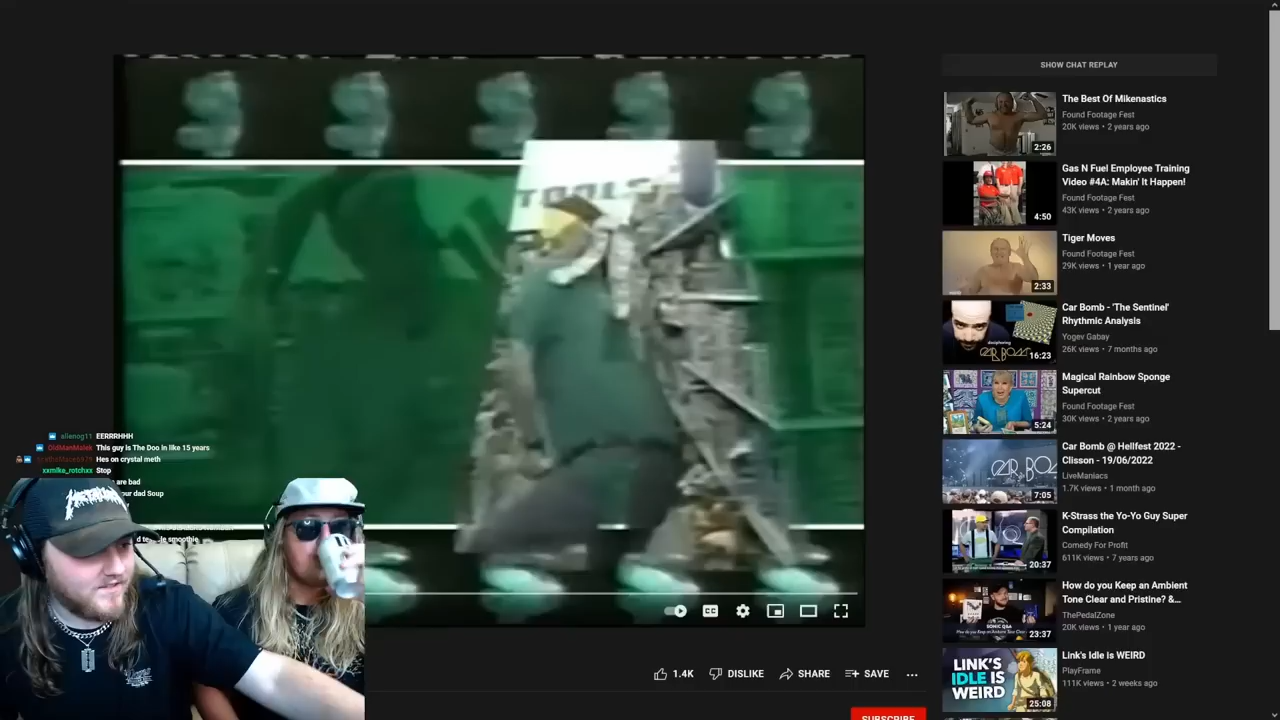 SHOW CHAT REPLAY
TOOLS
The Best Of Mikenastics
Found Footage Fest
20K views • 2 years ago
2:26
Gas N Fuel Employee Training
Video #4A: Makin' It Happen!
Found Footage Fest
43K views • 2 years ago
4:50
Tiger Moves
Found Footage Fest
29K views • 1 year ago
2:33
Car Bomb - 'The Sentinel'
Rhythmic Analysis
Yogev Gabay
26K views • 7 months ago
deciphering
CAR BOMB
16:23
Magical Rainbow Sponge
Supercut
Found Footage Fest
30K views • 2 years ago
5:24
Car Bomb @ Hellfest 2022 -
Clisson - 19/06/2022
LiveManiacs
1.7K views • 1 month ago
7:05
K-Strass the Yo-Yo Guy Super
Compilation
Comedy For Profit
611K views • 7 years ago
20:37
How do you Keep an Ambient
Tone Clear and Pristine? &...
ThePedalZone
20K views • 1 year ago
SONIC Q&A
23:37
Link's Idle is WEIRD
PlayFrame
111K views • 2 weeks ago
LINK'S
IDLE IS
WEIRD
25:08
alienog11 EERRRHHH
OldManMalek This guy is The Doo in like 15 years
Hes on crystal meth
xxmike_rotchxx Stop
are bad
our dad Soup
smoothie
CC
1.4K DISLIKE SHARE SAVE
SUBSCRIBE